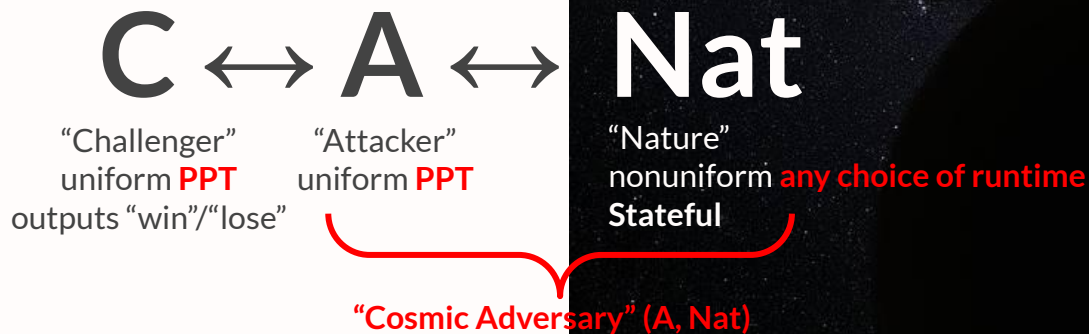 C ↔ A ↔ Nat
“Challenger” “Attacker” “Nature”
uniform PPT uniform PPT nonuniform any choice of runtime
outputs “win”/“lose” Stateful
“Cosmic Adversary” (A, Nat)